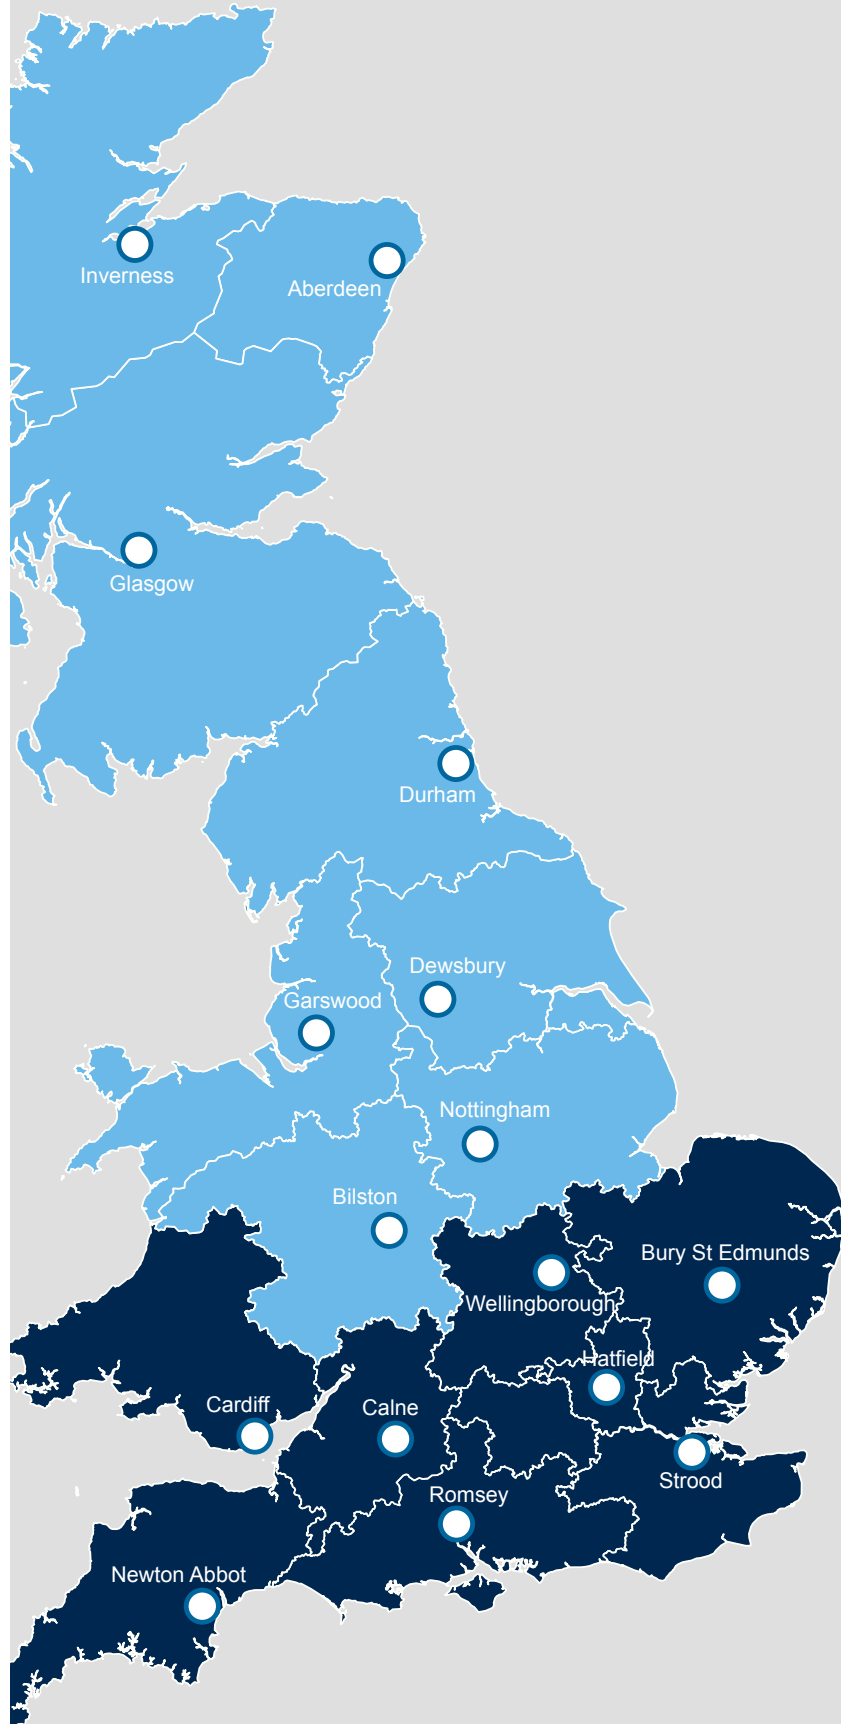 Inverness
Aberdeen
Glasgow
Durham
Dewsbury
Garswood
Nottingham
Bilston
Bury St Edmunds
Wellingborough
Hatfield
Cardiff
Calne
Strood
Romsey
Newton Abbot